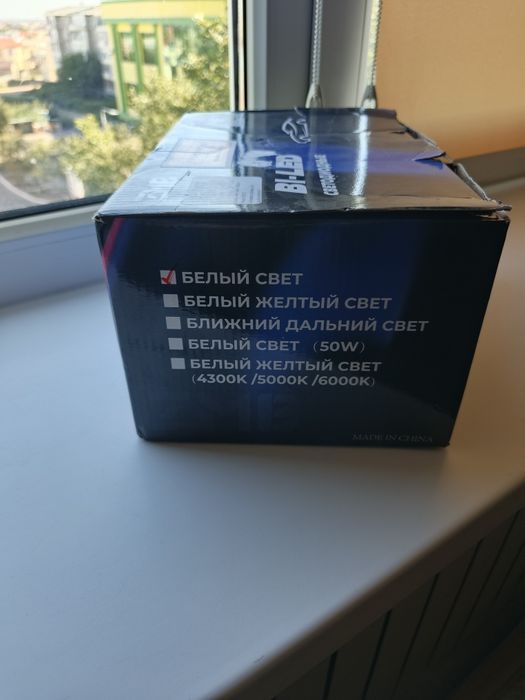 BI-LED
СВЕТОДИОДНЫЕ
БЕЛЫЙ СВЕТ
БЕЛЫЙ ЖЕЛТЫЙ СВЕТ
БЛИЖНИЙ ДАЛЬНИЙ СВЕТ
БЕЛЫЙ СВЕТ (50W)
БЕЛЫЙ ЖЕЛТЫЙ СВЕТ
(4300K /5000K /6000K)
MADE IN CHINA